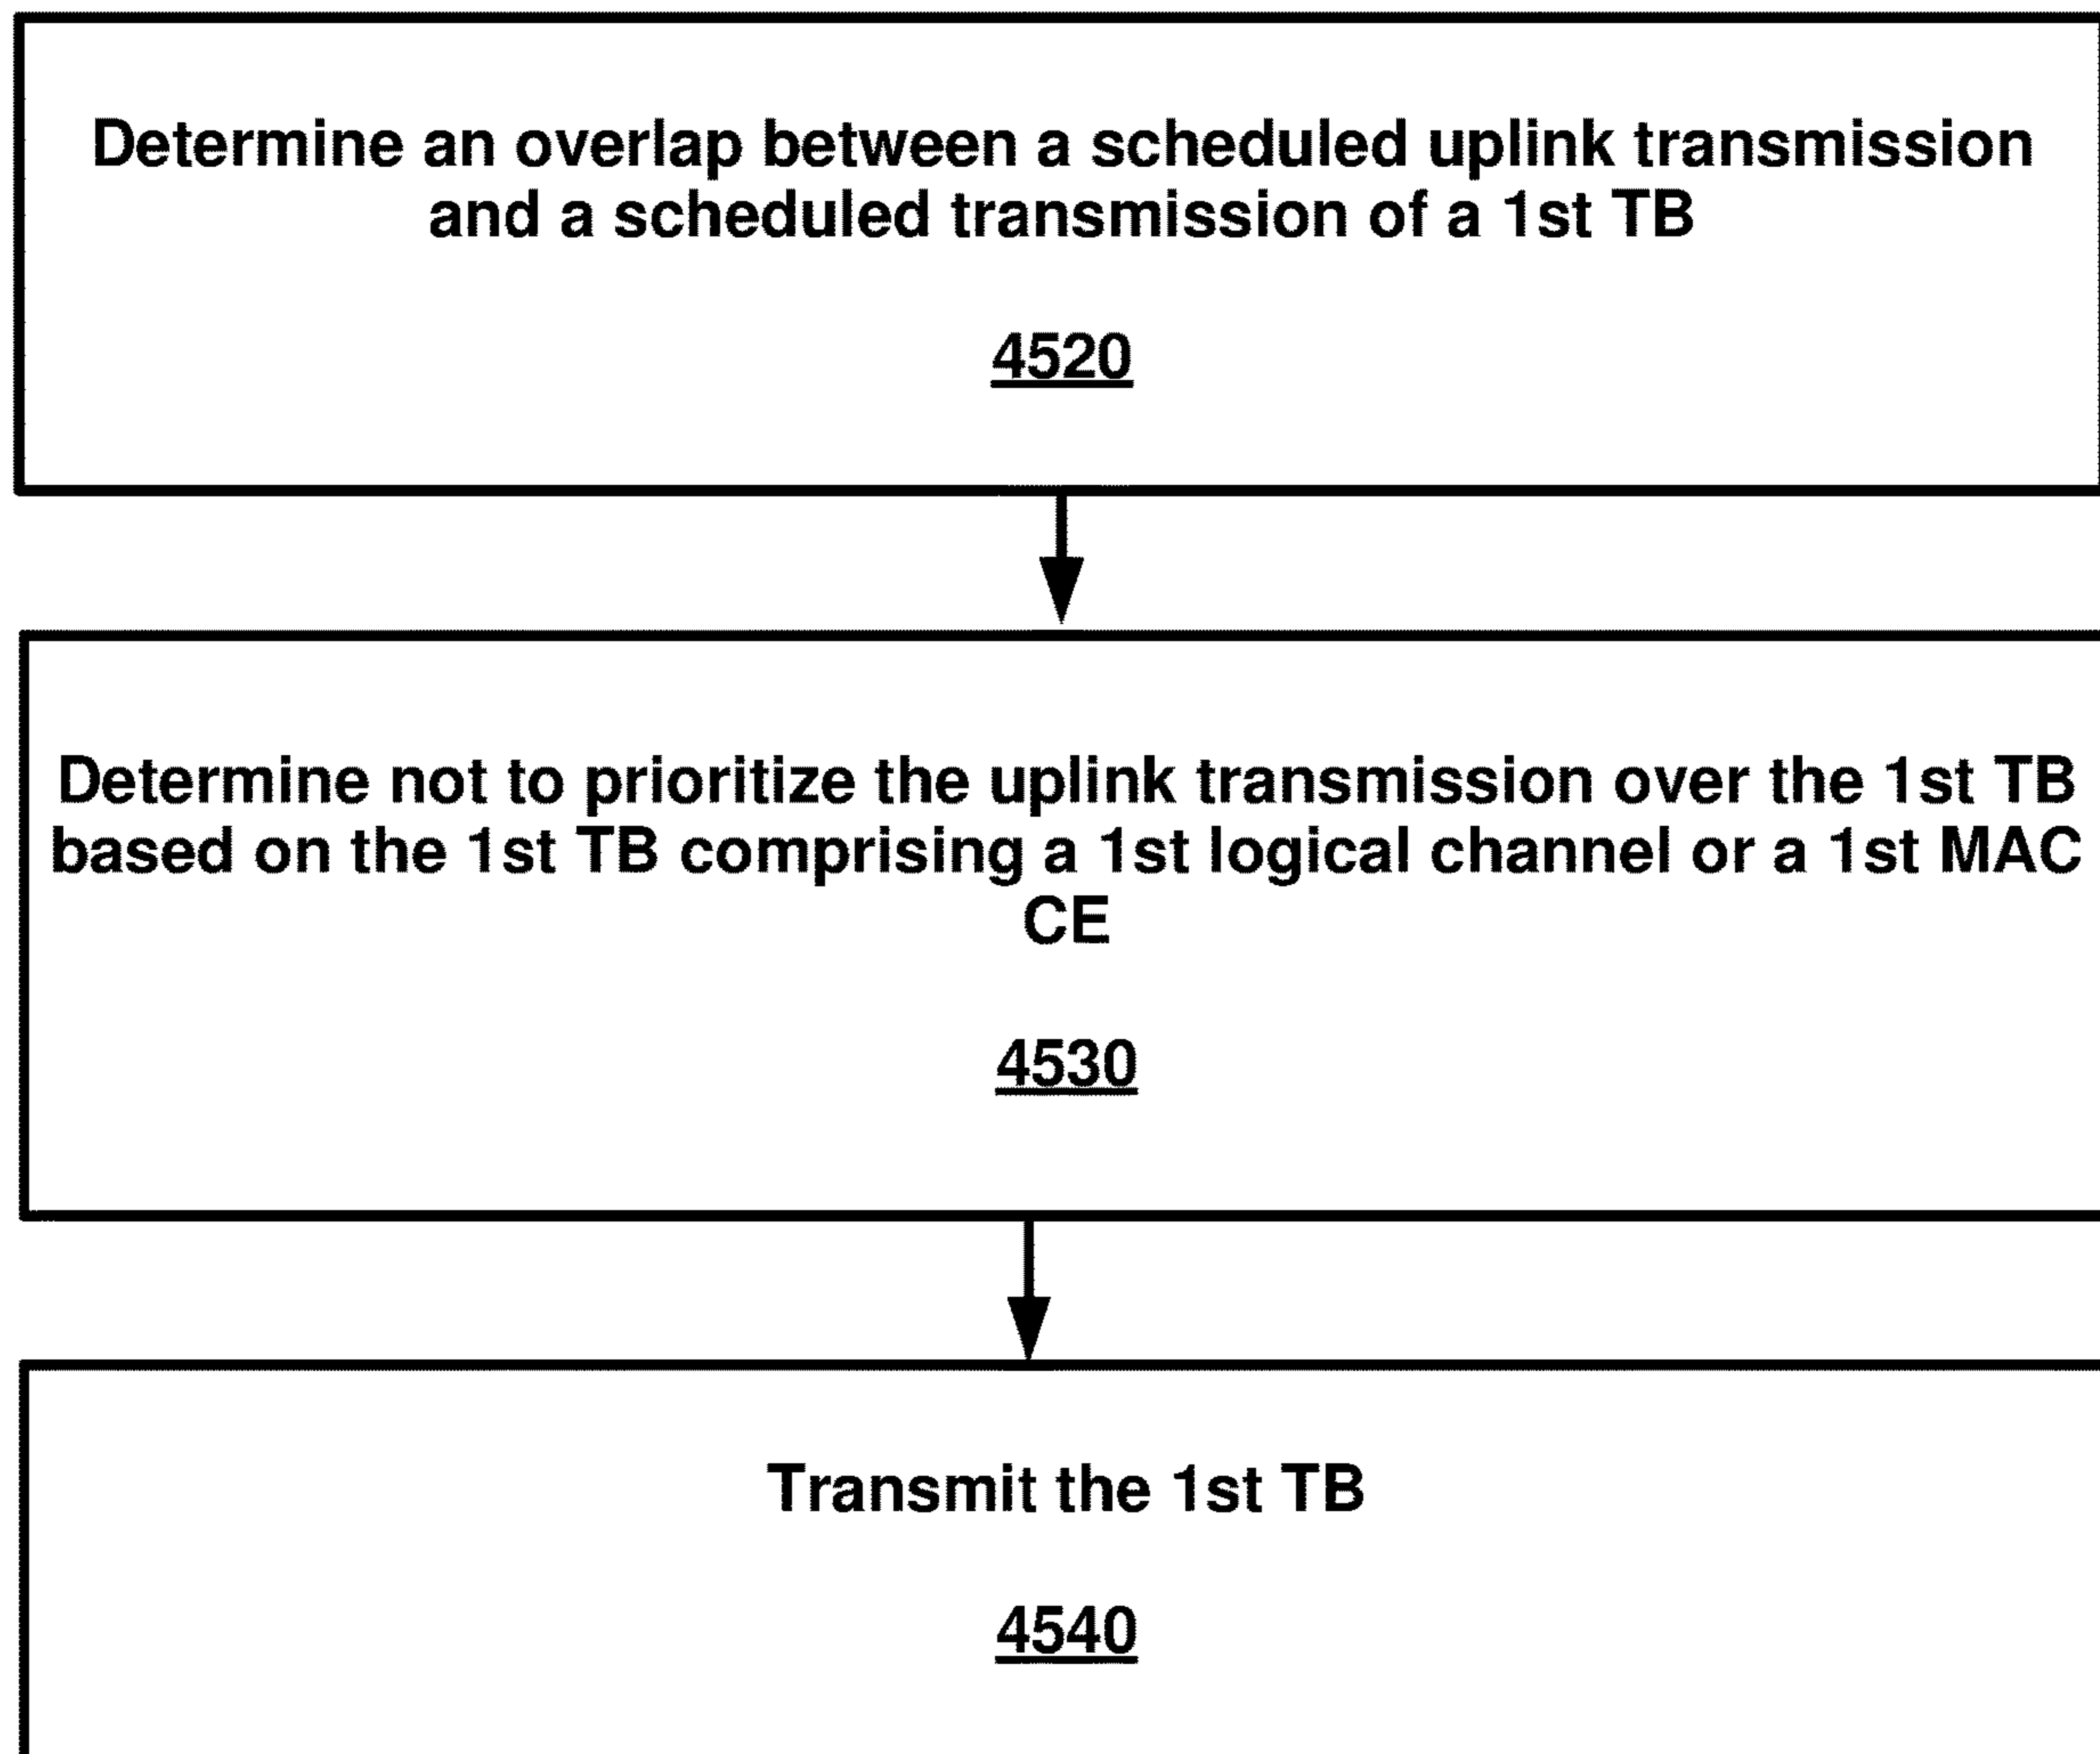 Determine an overlap between a scheduled uplink transmission
and a scheduled transmission of a 1st TB
4520
Determine not to prioritize the uplink transmission over the 1st TB
based on the 1st TB comprising a 1st logical channel or a 1st MAC
CE
4530
Transmit the 1st TB
4540